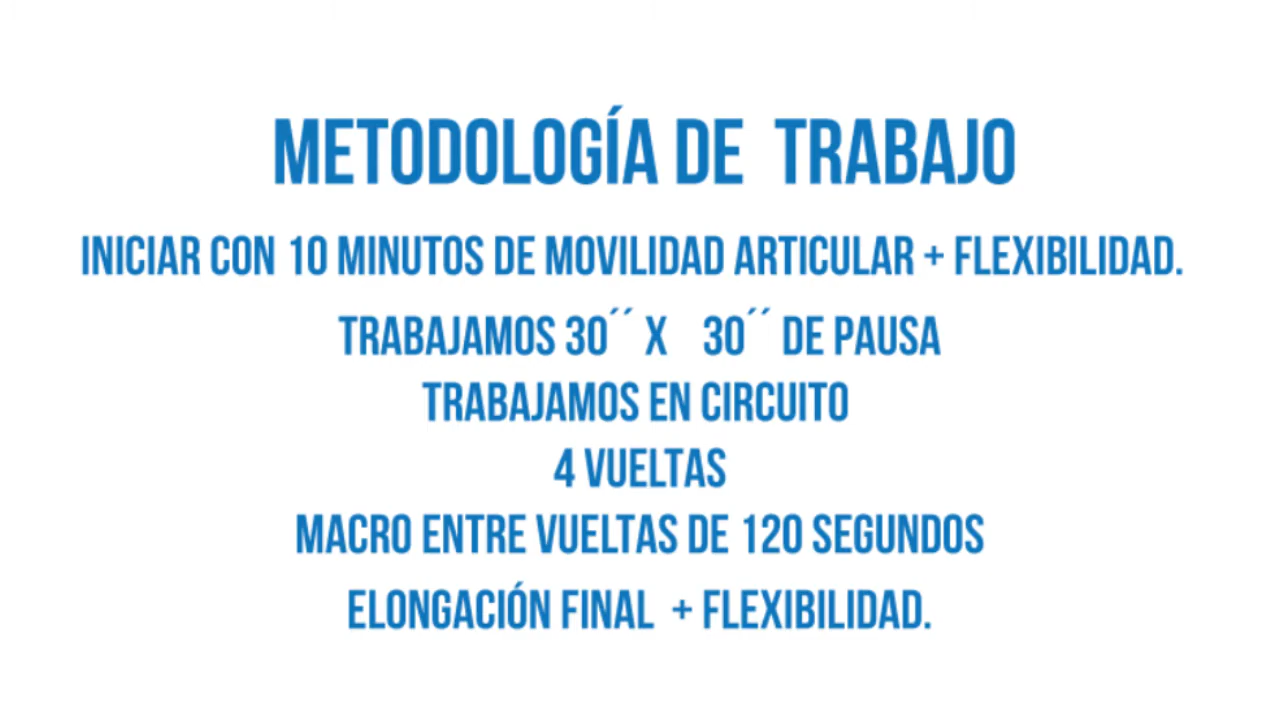 METODOLOGÍA DE TRABAJO
INICIAR CON 10 MINUTOS DE MOVILIDAD ARTICULAR + FLEXIBILIDAD.
TRABAJAMOS 30´´ X 30´´ DE PAUSA
TRABAJAMOS EN CIRCUITO
4 VUELTAS
MACRO ENTRE VUELTAS DE 120 SEGUNDOS
ELONGACIÓN FINAL + FLEXIBILIDAD.